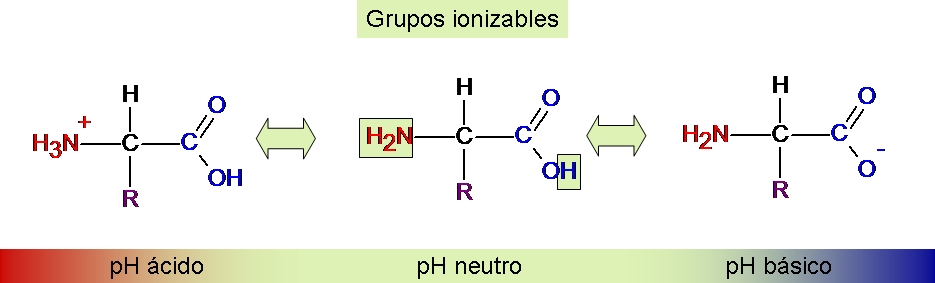 Grupos ionizables
H O H O H O
+
H3N C C H2N C C H2N C C
OH OH O-
R R R
pH ácido pH neutro pH básico